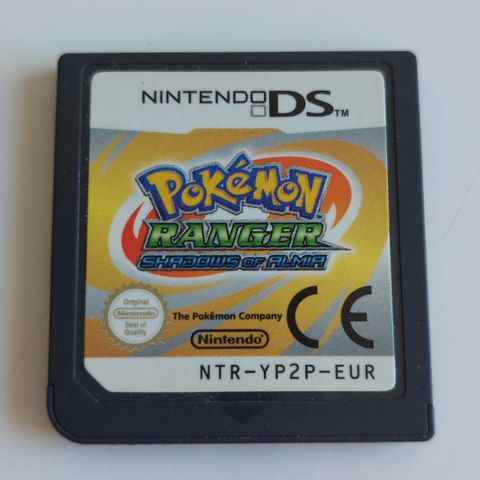 NINTENDO DS™
POKéMON
RANGER
SHADOWS OF ALMIA
Original
Nintendo
Seal of
Quality
The Pokémon Company
Nintendo
CE
NTR-YP2P-EUR